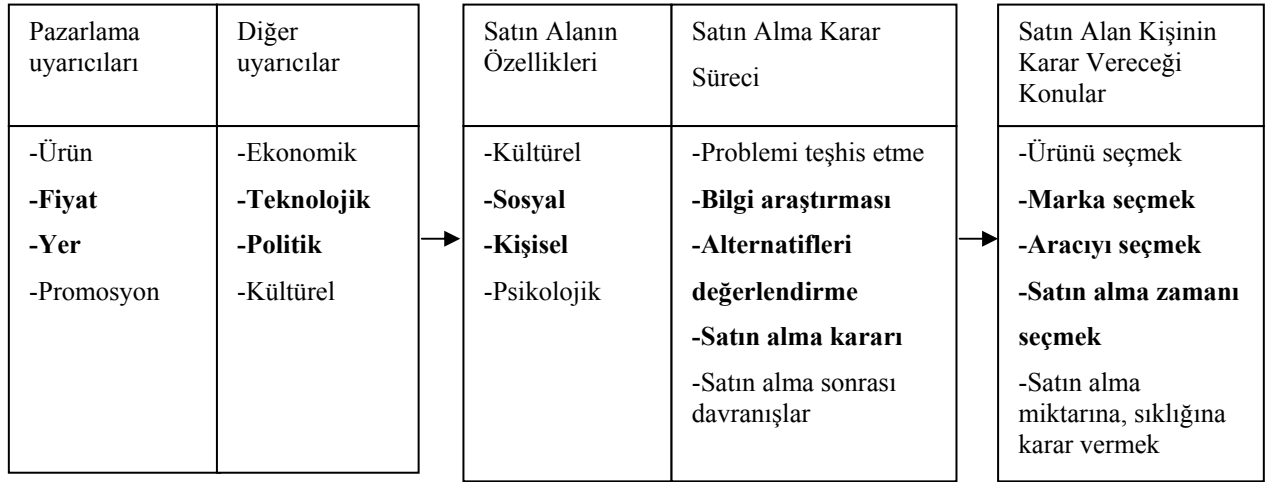 Pazarlama
uyarıcıları
Diğer
uyarıcılar
Satın Alanın
Özellikleri
Satın Alma Karar
Süreci
Satın Alan Kişinin
Karar Vereceği
Konular
-Ürün
-Fiyat
-Yer
-Promosyon
-Ekonomik
-Teknolojik
-Politik
-Kültürel
-Kültürel
-Sosyal
-Kişisel
-Psikolojik
-Problemi teşhis etme
-Bilgi araştırması
-Alternatifleri
değerlendirme
-Satın alma kararı
-Satın alma sonrası
davranışlar
-Ürünü seçmek
-Marka seçmek
-Aracıyı seçmek
-Satın alma zamanı
seçmek
-Satın alma
miktarına, sıklığına
karar vermek